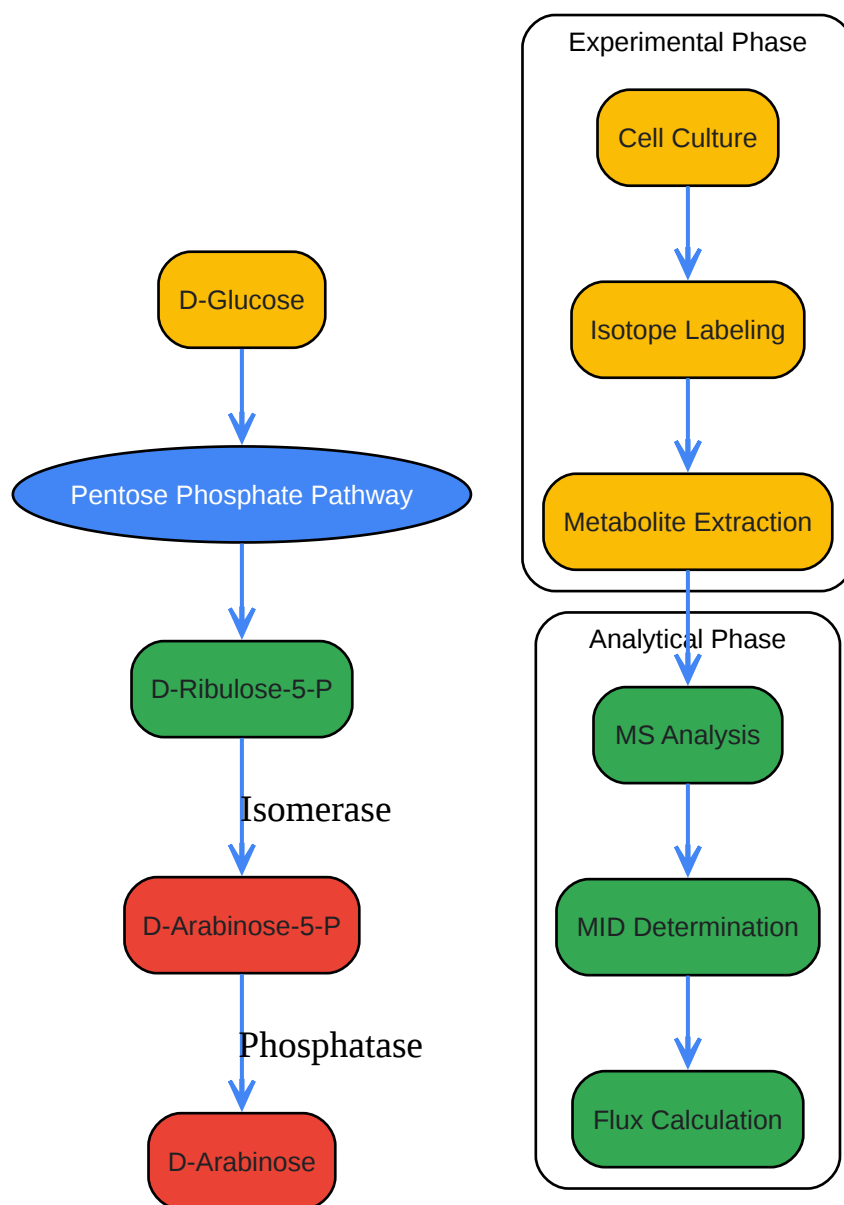 D-Glucose
Pentose Phosphate Pathway
D-Ribulose-5-P
Isomerase
D-Arabinose-5-P
Phosphatase
D-Arabinose
Experimental Phase
Cell Culture
Isotope Labeling
Metabolite Extraction
Analytical Phase
MS Analysis
MID Determination
Flux Calculation